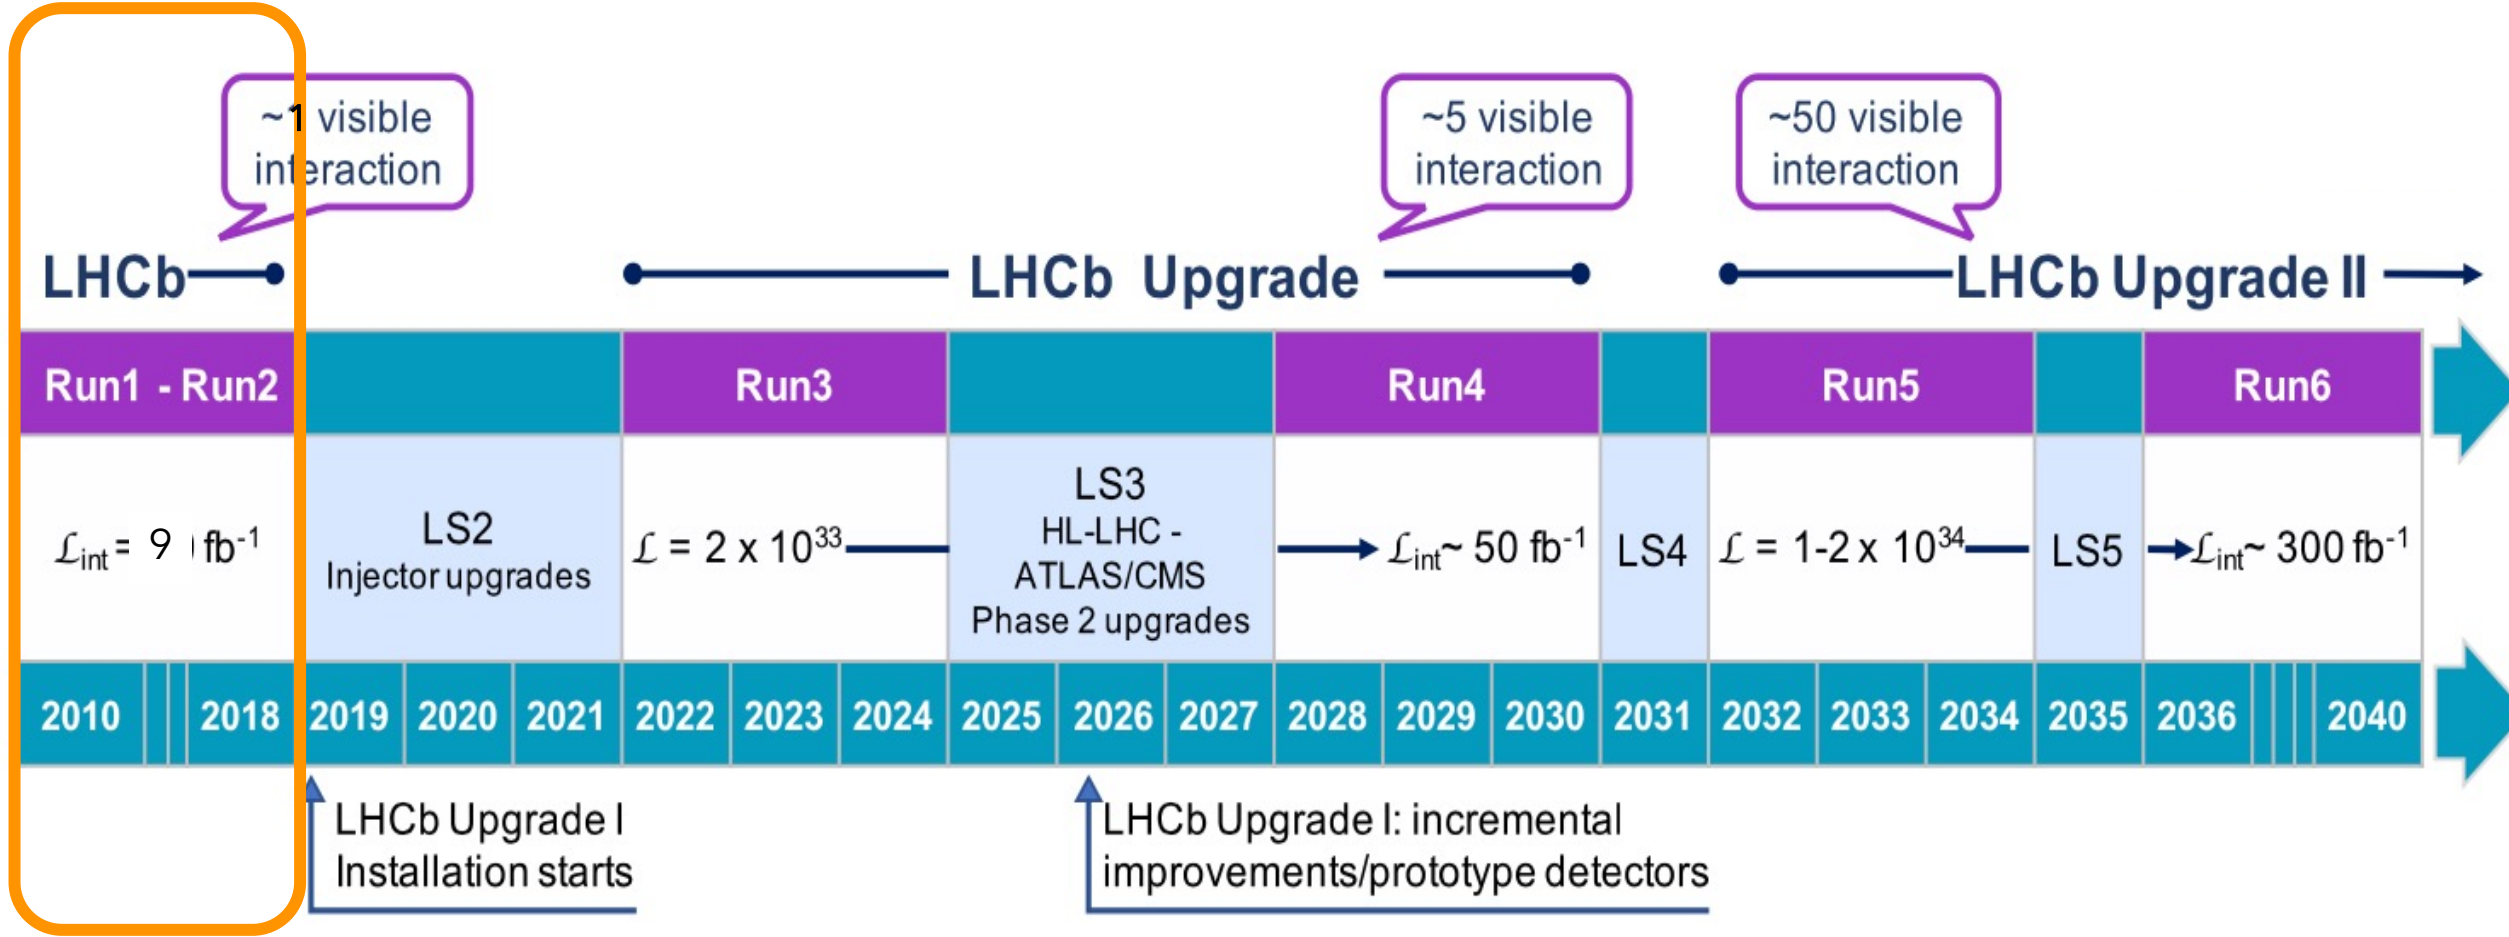 ~1 visible
interaction
~5 visible
interaction
~50 visible
interaction
LHCb
LHCb Upgrade
LHCb Upgrade II
Run1 - Run2
Run3
Run4
Run5
Run6
ℒint = 9 fb-1
LS2
Injector upgrades
ℒ = 2 x 10³³
LS3
HL-LHC -
ATLAS/CMS
Phase 2 upgrades
ℒint~ 50 fb-1
LS4
ℒ = 1-2 x 10³⁴
LS5
ℒint~ 300 fb-1
2010 2018 2019 2020 2021 2022 2023 2024 2025 2026 2027 2028 2029 2030 2031 2032 2033 2034 2035 2036 2040
LHCb Upgrade I
Installation starts
LHCb Upgrade I: incremental
improvements/prototype detectors